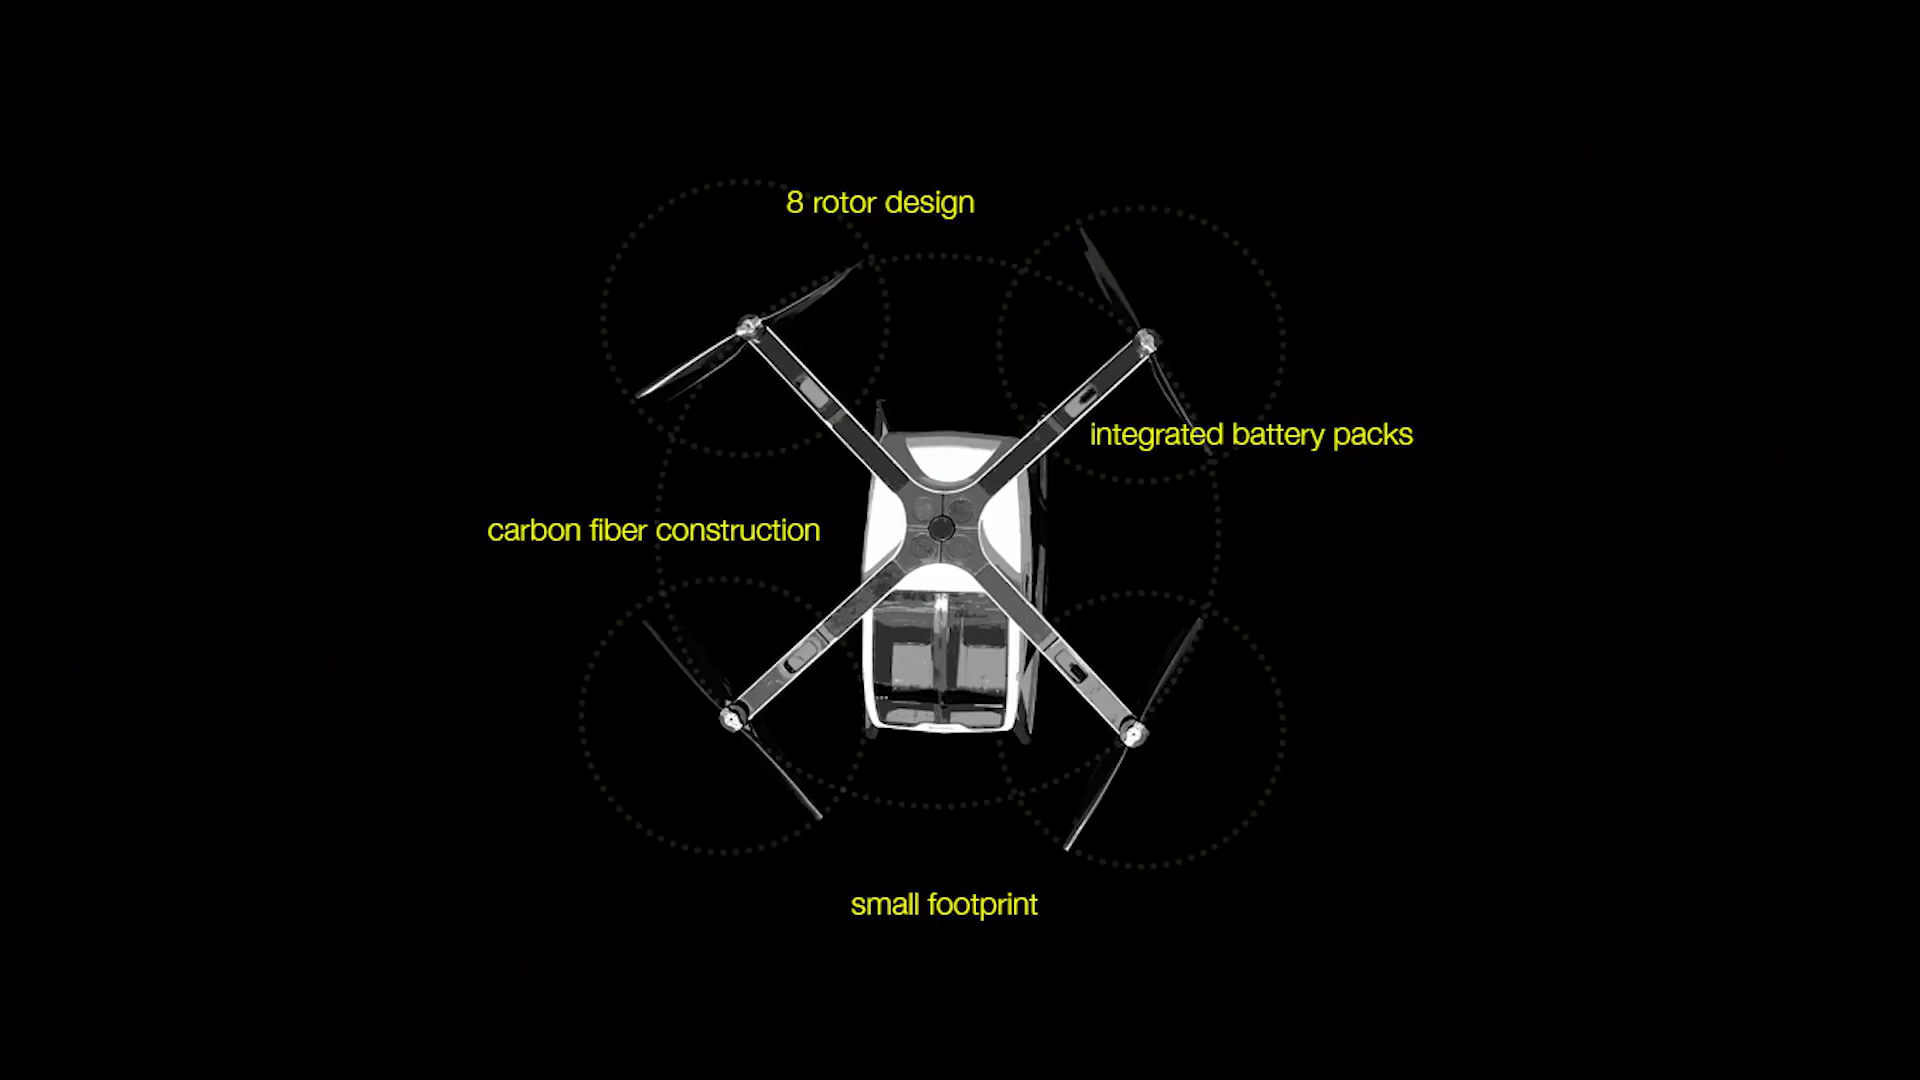 8 rotor design
integrated battery packs
carbon fiber construction
small footprint